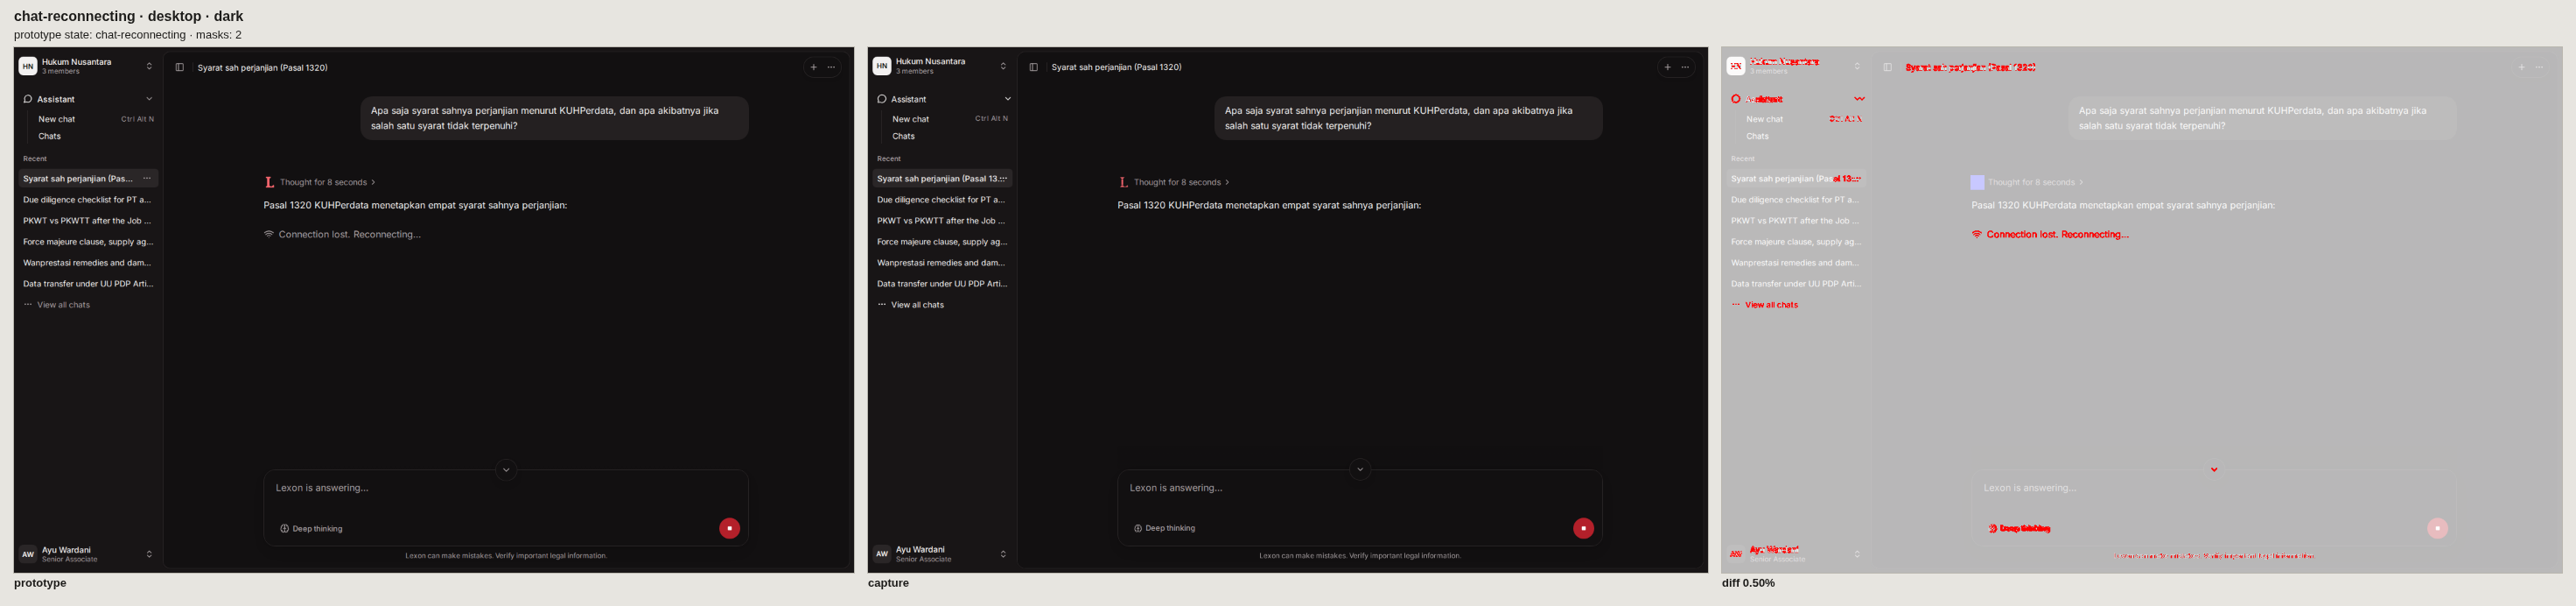 chat-reconnecting · desktop · dark
prototype state: chat-reconnecting · masks: 2
HN
Hukum Nusantara
3 members
Assistant
New chat
Ctrl Alt N
Chats
Recent
Syarat sah perjanjian (Pas...
Due diligence checklist for PT a...
PKWT vs PKWTT after the Job ...
Force majeure clause, supply ag...
Wanprestasi remedies and dam...
Data transfer under UU PDP Arti...
View all chats
AW
Ayu Wardani
Senior Associate
Syarat sah perjanjian (Pasal 1320)
Apa saja syarat sahnya perjanjian menurut KUHPerdata, dan apa akibatnya jika
salah satu syarat tidak terpenuhi?
L
Thought for 8 seconds
Pasal 1320 KUHPerdata menetapkan empat syarat sahnya perjanjian:
Connection lost. Reconnecting...
Lexon is answering...
Deep thinking
Lexon can make mistakes. Verify important legal information.
prototype
HN
Hukum Nusantara
3 members
Assistant
New chat
Ctrl Alt N
Chats
Recent
Syarat sah perjanjian (Pasal 13...
Due diligence checklist for PT a...
PKWT vs PKWTT after the Job ...
Force majeure clause, supply ag...
Wanprestasi remedies and dam...
Data transfer under UU PDP Arti...
View all chats
AW
Ayu Wardani
Senior Associate
Syarat sah perjanjian (Pasal 1320)
Apa saja syarat sahnya perjanjian menurut KUHPerdata, dan apa akibatnya jika
salah satu syarat tidak terpenuhi?
L
Thought for 8 seconds
Pasal 1320 KUHPerdata menetapkan empat syarat sahnya perjanjian:
Lexon is answering...
Deep thinking
Lexon can make mistakes. Verify important legal information.
capture
3 members
New chat
Chats
Recent
Syarat sah perjanjian (Pasal 13...
Due diligence checklist for PT a...
PKWT vs PKWTT after the Job ...
Force majeure clause, supply ag...
Wanprestasi remedies and dam...
Data transfer under UU PDP Arti...
View all chats
Senior Associate
Apa saja syarat sahnya perjanjian menurut KUHPerdata, dan apa akibatnya jika
salah satu syarat tidak terpenuhi?
Thought for 8 seconds
Pasal 1320 KUHPerdata menetapkan empat syarat sahnya perjanjian:
Connection lost. Reconnecting...
Lexon is answering...
diff 0.50%